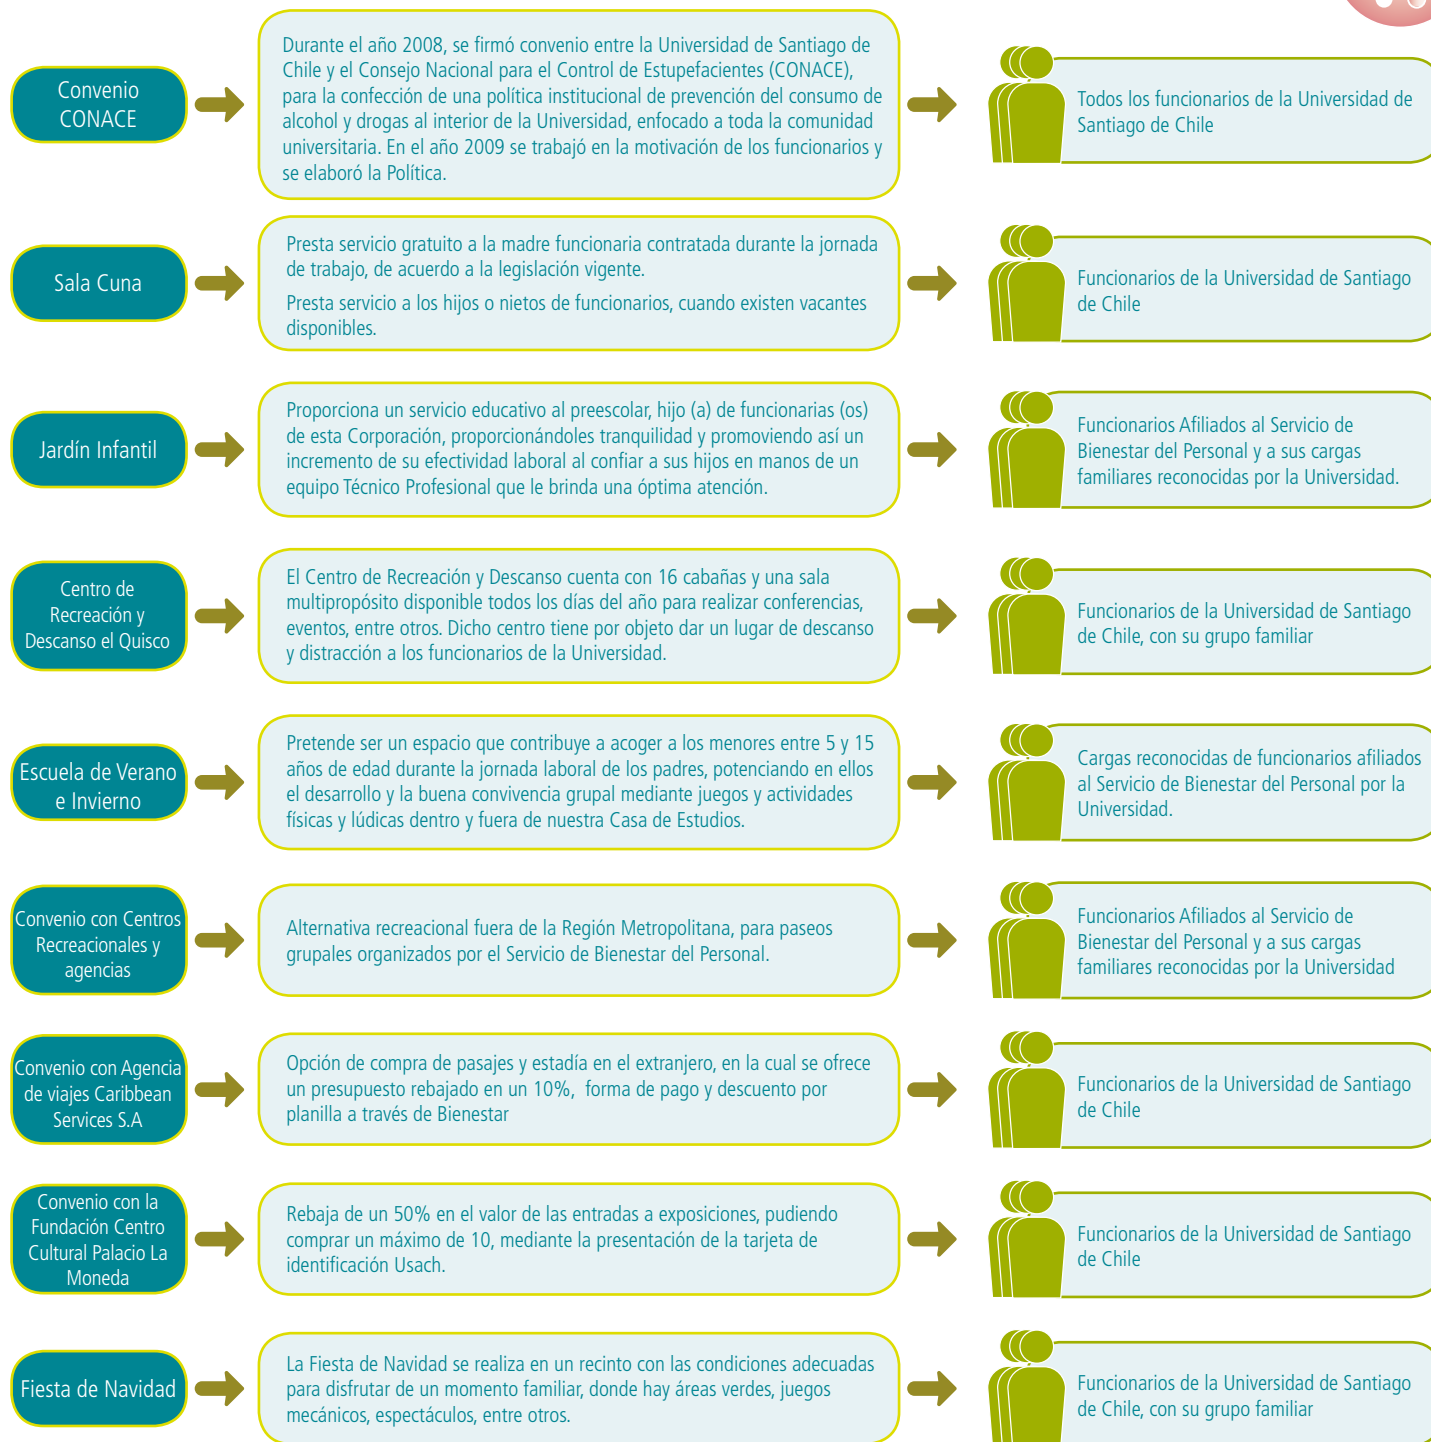 Convenio
CONACE
Durante el año 2008, se firmó convenio entre la Universidad de Santiago de
Chile y el Consejo Nacional para el Control de Estupefacientes (CONACE),
para la confección de una política institucional de prevención del consumo de
alcohol y drogas al interior de la Universidad, enfocado a toda la comunidad
universitaria. En el año 2009 se trabajó en la motivación de los funcionarios y
se elaboró la Política.
Todos los funcionarios de la Universidad de
Santiago de Chile
Sala Cuna
Presta servicio gratuito a la madre funcionaria contratada durante la jornada
de trabajo, de acuerdo a la legislación vigente.
Presta servicio a los hijos o nietos de funcionarios, cuando existen vacantes
disponibles.
Funcionarios de la Universidad de Santiago
de Chile
Jardín Infantil
Proporciona un servicio educativo al preescolar, hijo (a) de funcionarias (os)
de esta Corporación, proporcionándoles tranquilidad y promoviendo así un
incremento de su efectividad laboral al confiar a sus hijos en manos de un
equipo Técnico Profesional que le brinda una óptima atención.
Funcionarios Afiliados al Servicio de
Bienestar del Personal y a sus cargas
familiares reconocidas por la Universidad.
Centro de
Recreación y
Descanso el Quisco
El Centro de Recreación y Descanso cuenta con 16 cabañas y una sala
multipropósito disponible todos los días del año para realizar conferencias,
eventos, entre otros. Dicho centro tiene por objeto dar un lugar de descanso
y distracción a los funcionarios de la Universidad.
Funcionarios de la Universidad de Santiago
de Chile, con su grupo familiar
Escuela de Verano
e Invierno
Pretende ser un espacio que contribuye a acoger a los menores entre 5 y 15
años de edad durante la jornada laboral de los padres, potenciando en ellos
el desarrollo y la buena convivencia grupal mediante juegos y actividades
físicas y lúdicas dentro y fuera de nuestra Casa de Estudios.
Cargas reconocidas de funcionarios afiliados
al Servicio de Bienestar del Personal por la
Universidad.
Convenio con Centros
Recreacionales y
agencias
Alternativa recreacional fuera de la Región Metropolitana, para paseos
grupales organizados por el Servicio de Bienestar del Personal.
Funcionarios Afiliados al Servicio de
Bienestar del Personal y a sus cargas
familiares reconocidas por la Universidad
Convenio con Agencia
de viajes Caribbean
Services S.A
Opción de compra de pasajes y estadía en el extranjero, en la cual se ofrece
un presupuesto rebajado en un 10%, forma de pago y descuento por
planilla a través de Bienestar
Funcionarios de la Universidad de Santiago
de Chile
Convenio con la
Fundación Centro
Cultural Palacio La
Moneda
Rebaja de un 50% en el valor de las entradas a exposiciones, pudiendo
comprar un máximo de 10, mediante la presentación de la tarjeta de
identificación Usach.
Funcionarios de la Universidad de Santiago
de Chile
Fiesta de Navidad
La Fiesta de Navidad se realiza en un recinto con las condiciones adecuadas
para disfrutar de un momento familiar, donde hay áreas verdes, juegos
mecánicos, espectáculos, entre otros.
Funcionarios de la Universidad de Santiago
de Chile, con su grupo familiar